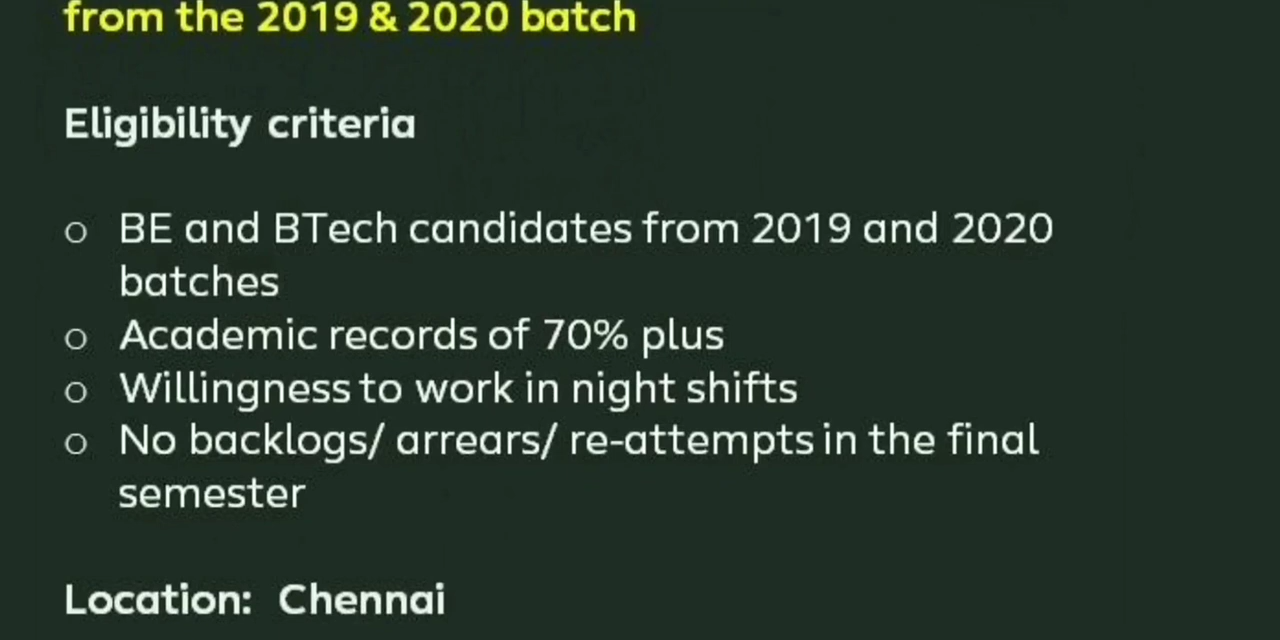 from the 2019 & 2020 batch
Eligibility criteria
o BE and BTech candidates from 2019 and 2020
batches
o Academic records of 70% plus
o Willingness to work in night shifts
o No backlogs/ arrears/ re-attempts in the final
semester
Location: Chennai